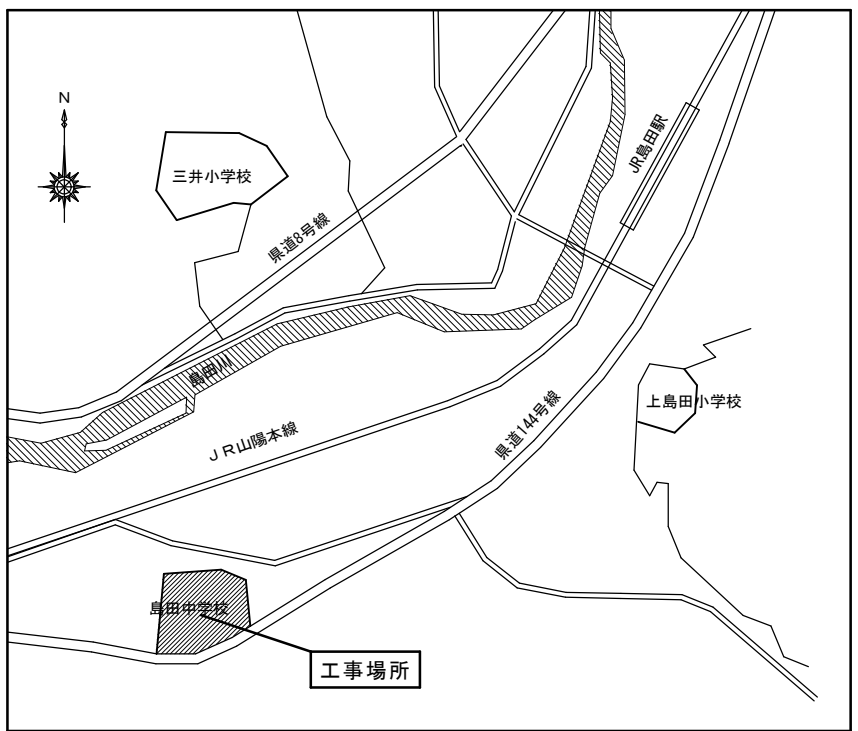 N
三井小学校
県道8号線
JR島田駅
島田川
上島田小学校
JR山陽本線
県道144号線
島田中学校
工事場所